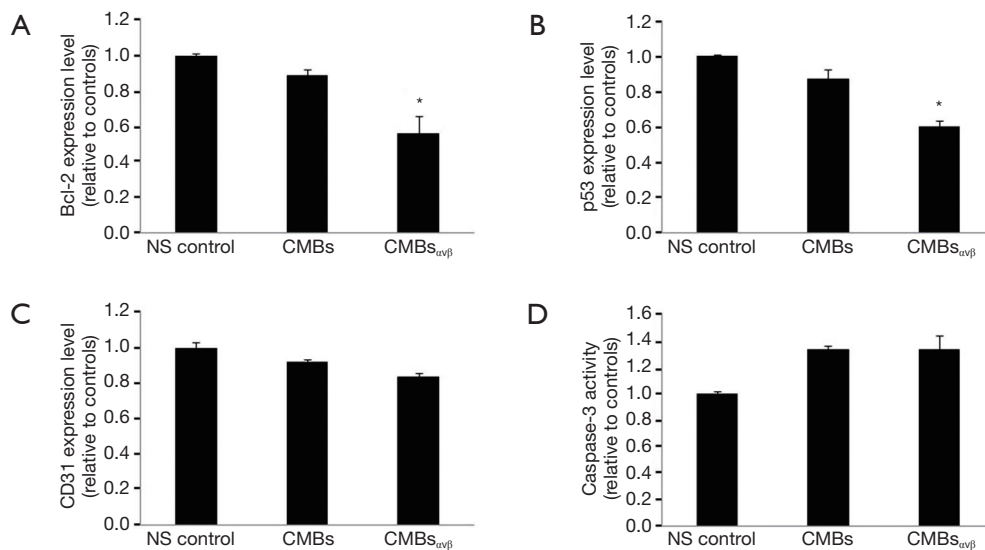 A
Bcl-2 expression level
(relative to controls)
1.2
1.0
0.8
0.6
0.4
0.2
0.0
*
NS control CMBs CMBsαvβ
B
p53 expression level
(relative to controls)
1.2
1.0
0.8
0.6
0.4
0.2
0.0
*
NS control CMBs CMBsαvβ
C
CD31 expression level
(relative to controls)
1.2
1.0
0.8
0.6
0.4
0.2
0.0
NS control CMBs CMBsαvβ
D
Caspase-3 activity
(relative to controls)
1.6
1.4
1.2
1.0
0.8
0.6
0.4
0.2
0.0
NS control CMBs CMBsαvβ